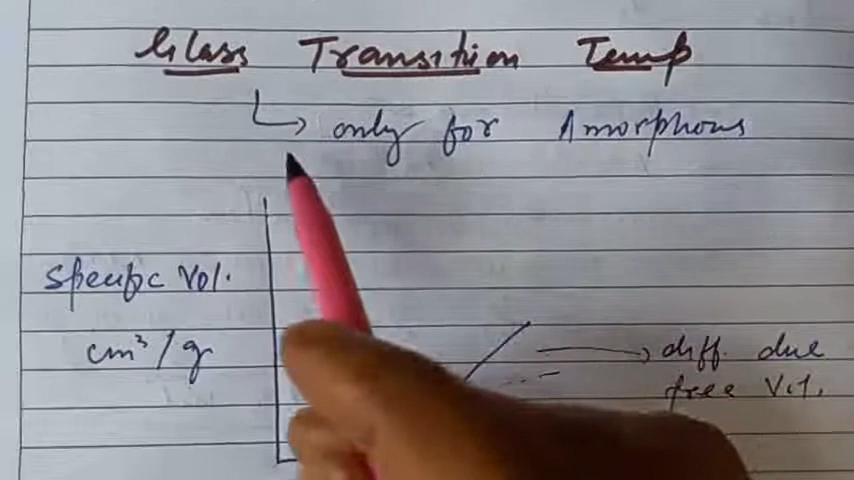 Glass Transition Temp
only for Amorphous
Specific Vol.
cm³/g
diff. due
free Vol.